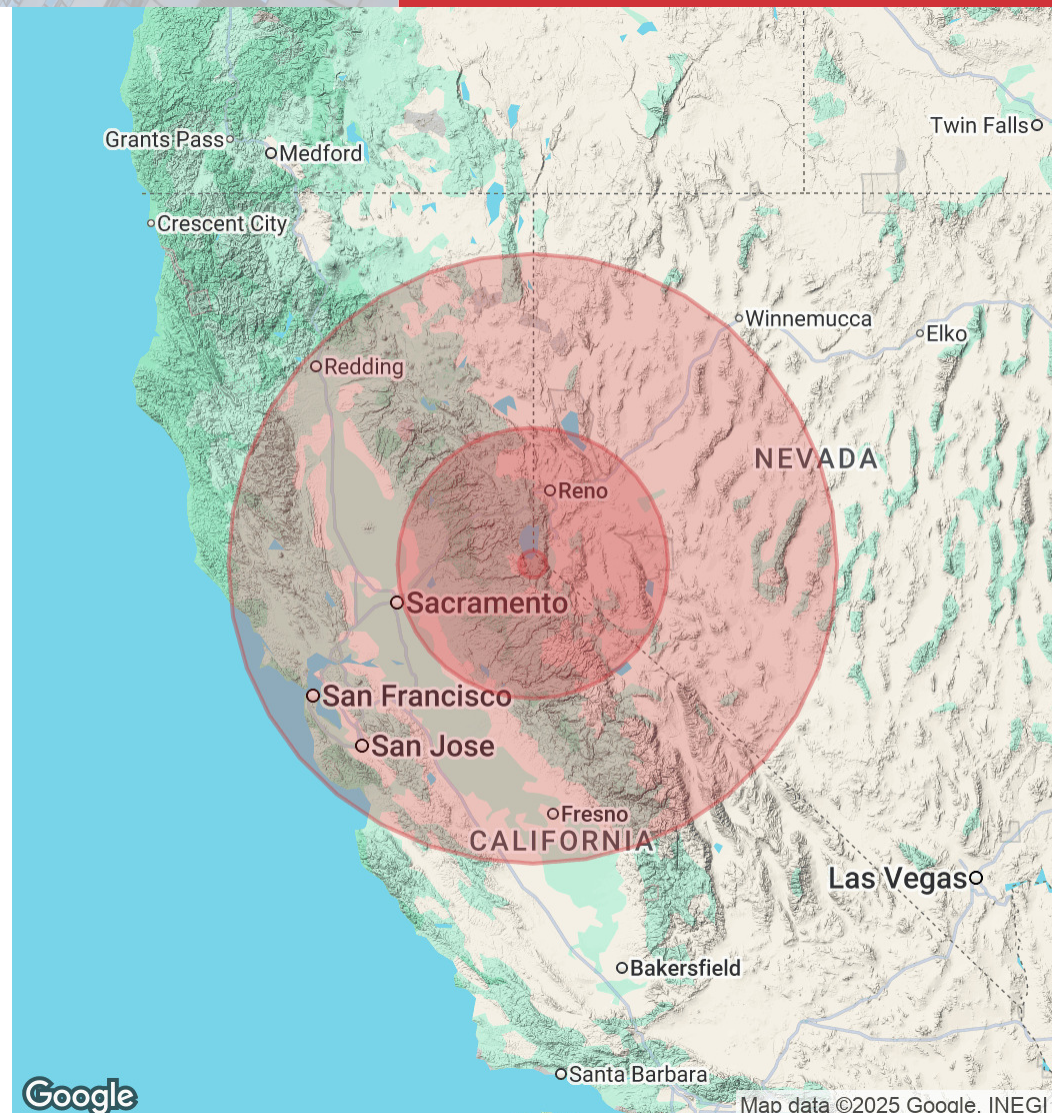 Twin Falls
Grants Pass
Medford
Crescent City
Winnemucca
Elko
Redding
NEVADA
Reno
Sacramento
San Francisco
San Jose
Fresno
CALIFORNIA
Las Vegas
Bakersfield
Santa Barbara
Google
Map data ©2025 Google, INEGI